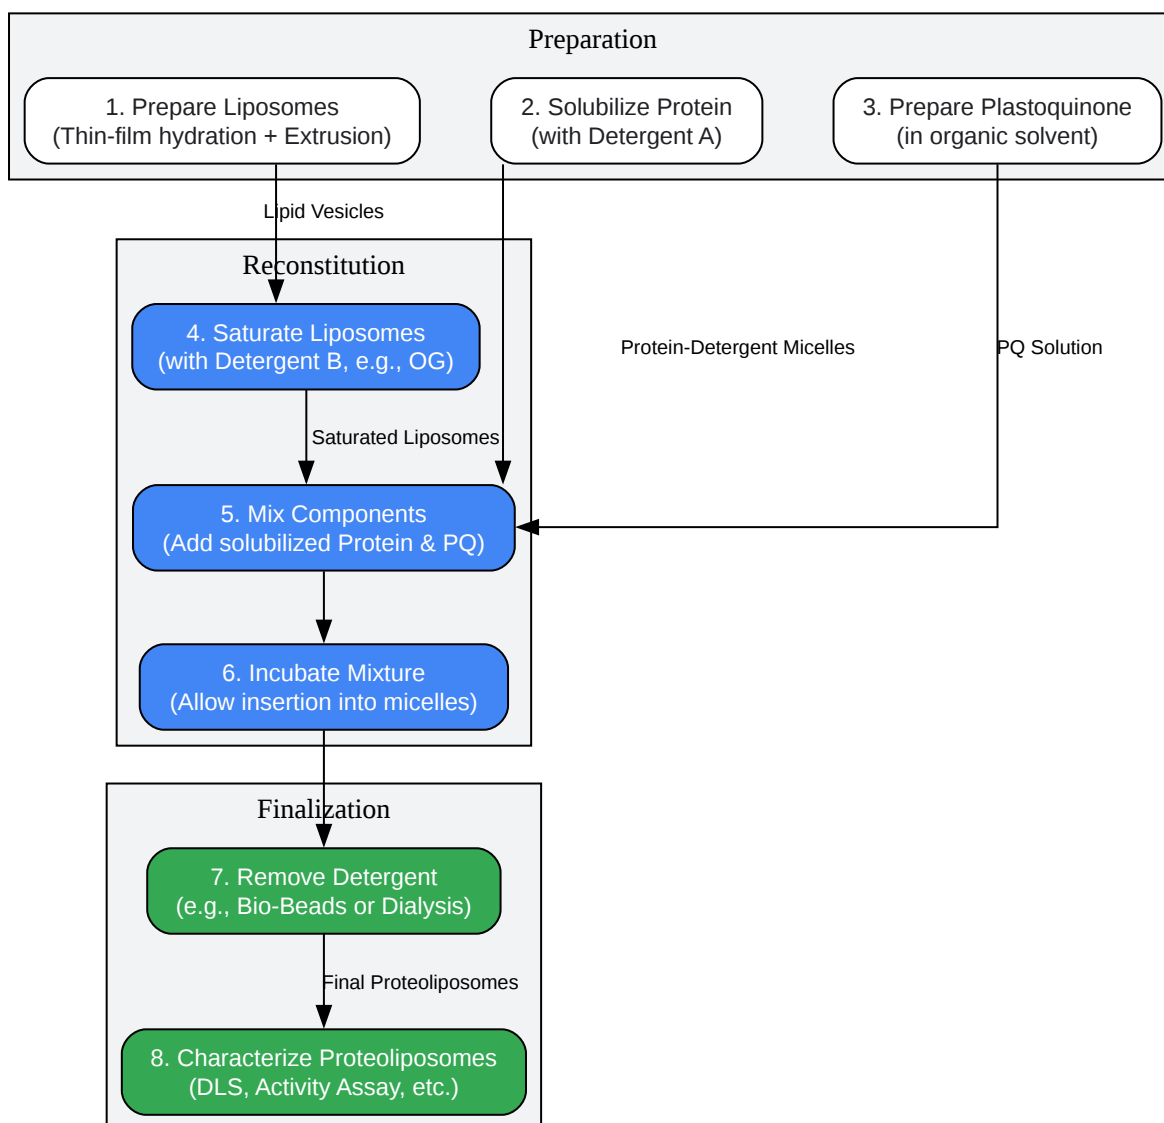 Preparation
1. Prepare Liposomes
(Thin-film hydration + Extrusion)
2. Solubilize Protein
(with Detergent A)
3. Prepare Plastoquinone
(in organic solvent)
Lipid Vesicles
Reconstitution
4. Saturate Liposomes
(with Detergent B, e.g., OG)
Protein-Detergent Micelles
PQ Solution
Saturated Liposomes
5. Mix Components
(Add solubilized Protein & PQ)
6. Incubate Mixture
(Allow insertion into micelles)
Finalization
7. Remove Detergent
(e.g., Bio-Beads or Dialysis)
Final Proteoliposomes
8. Characterize Proteoliposomes
(DLS, Activity Assay, etc.)